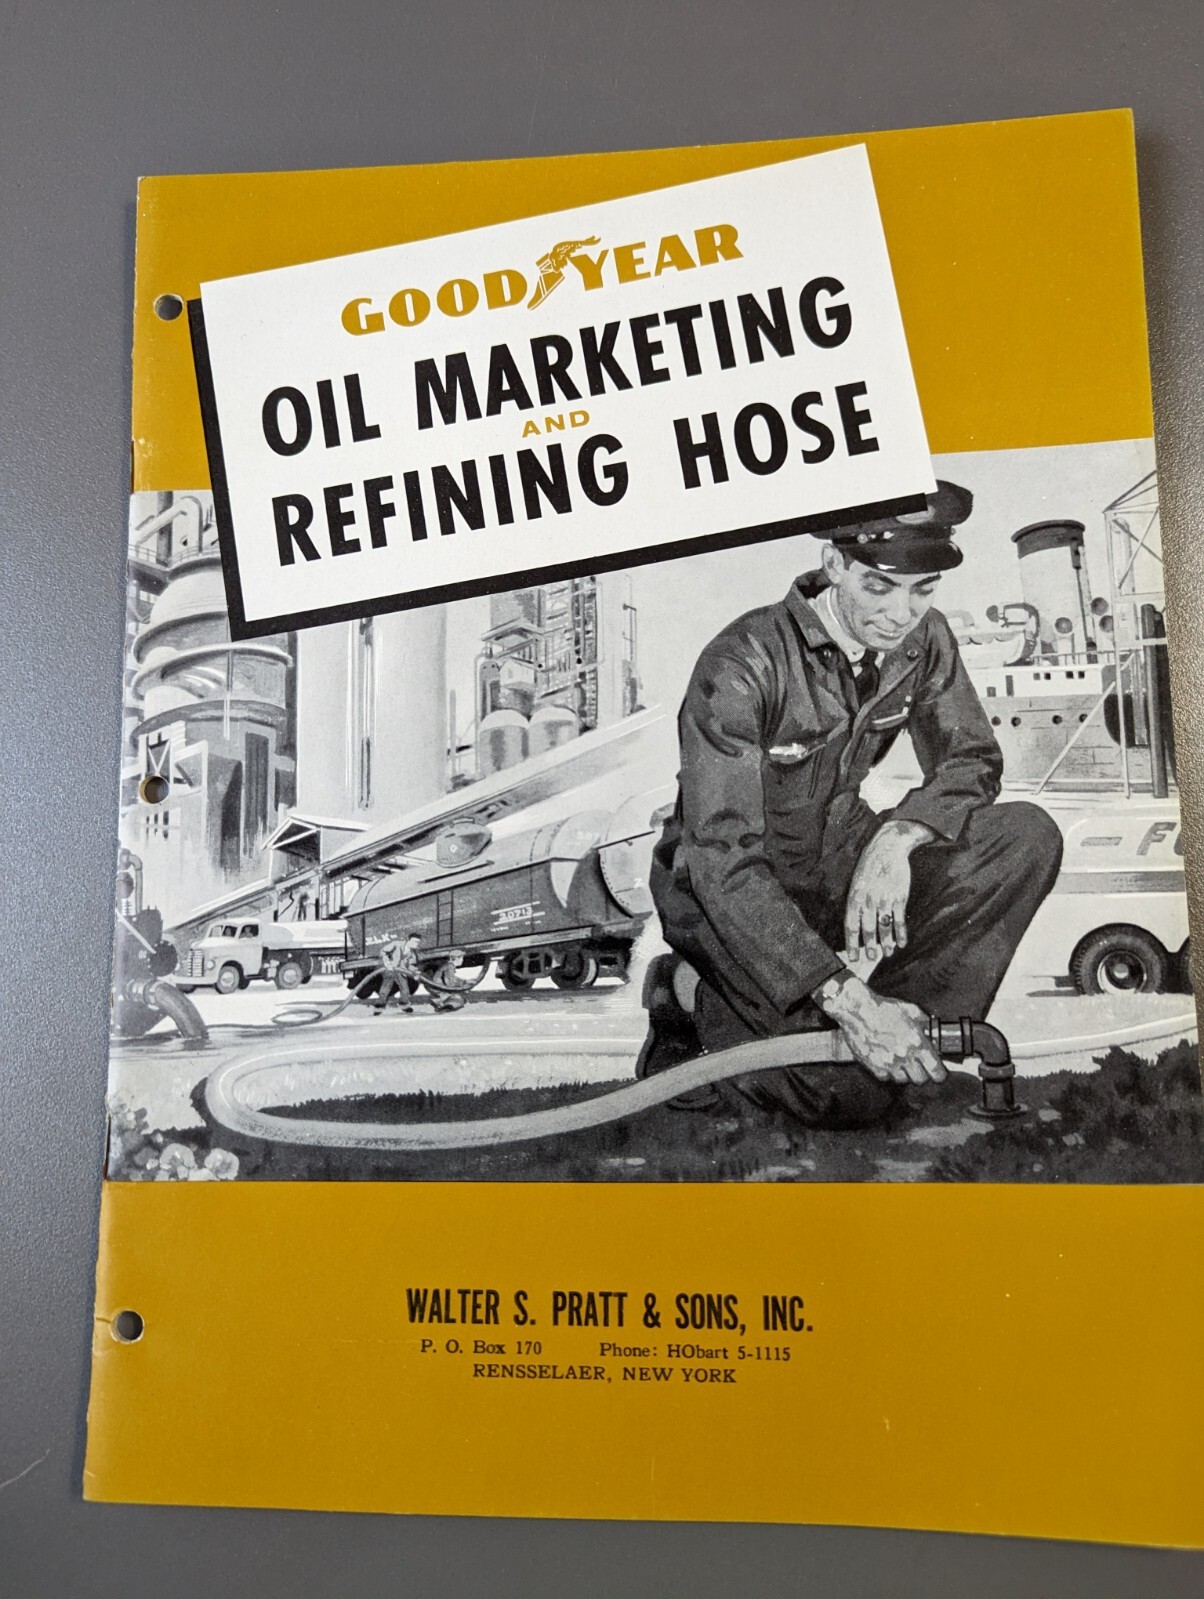 GOODYEAR
OIL MARKETING
AND
REFINING HOSE
20713
WALTER S. PRATT & SONS, INC.
P. O. Box 170 Phone: HObart 5-1115
RENSSELAER, NEW YORK